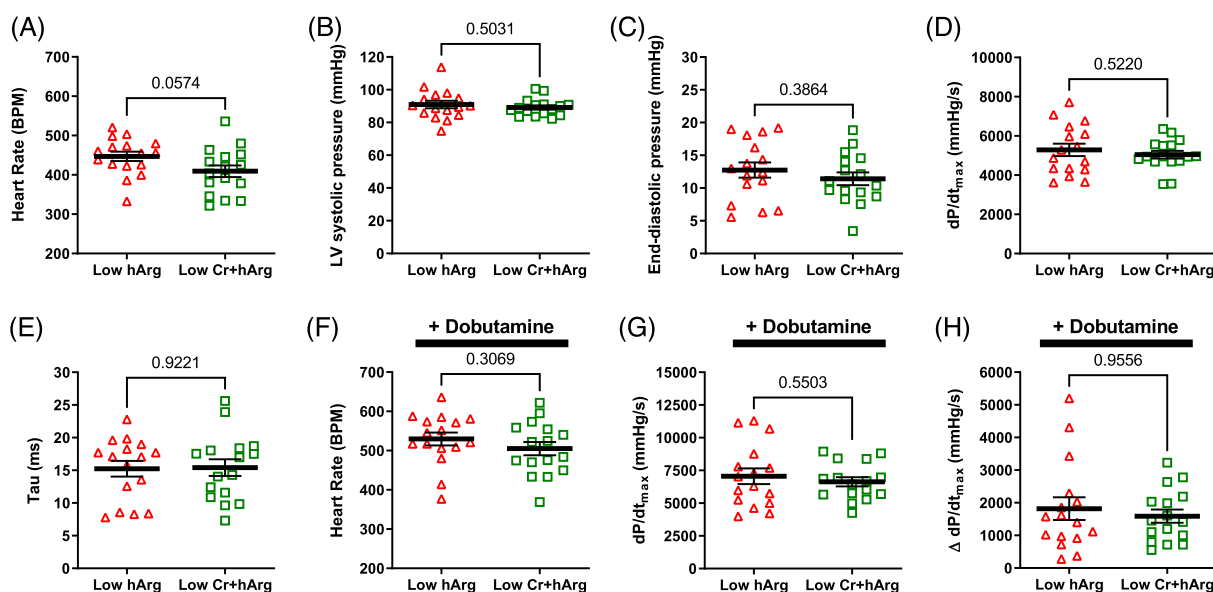 (A)
Heart Rate (BPM)
700
600
500
400
300
200
0.0574
Low hArg
Low Cr+hArg
(B)
LV systolic pressure (mmHg)
120
100
80
60
40
20
0
0.5031
Low hArg
Low Cr+hArg
(C)
End-diastolic pressure (mmHg)
30
25
20
15
10
5
0
0.3864
Low hArg
Low Cr+hArg
(D)
dP/dtmax (mmHg/s)
10000
8000
6000
4000
2000
0
0.5220
Low hArg
Low Cr+hArg
(E)
Tau (ms)
30
25
20
15
10
5
0
0.9221
Low hArg
Low Cr+hArg
(F)
+ Dobutamine
Heart Rate (BPM)
700
600
500
400
300
200
0.3069
Low hArg
Low Cr+hArg
(G)
+ Dobutamine
dP/dtmax (mmHg/s)
15000
10000
7500
5000
2500
0
0.5503
Low hArg
Low Cr+hArg
(H)
+ Dobutamine
Δ dP/dtmax (mmHg/s)
6000
5000
4000
3000
2000
1000
0
0.9556
Low hArg
Low Cr+hArg